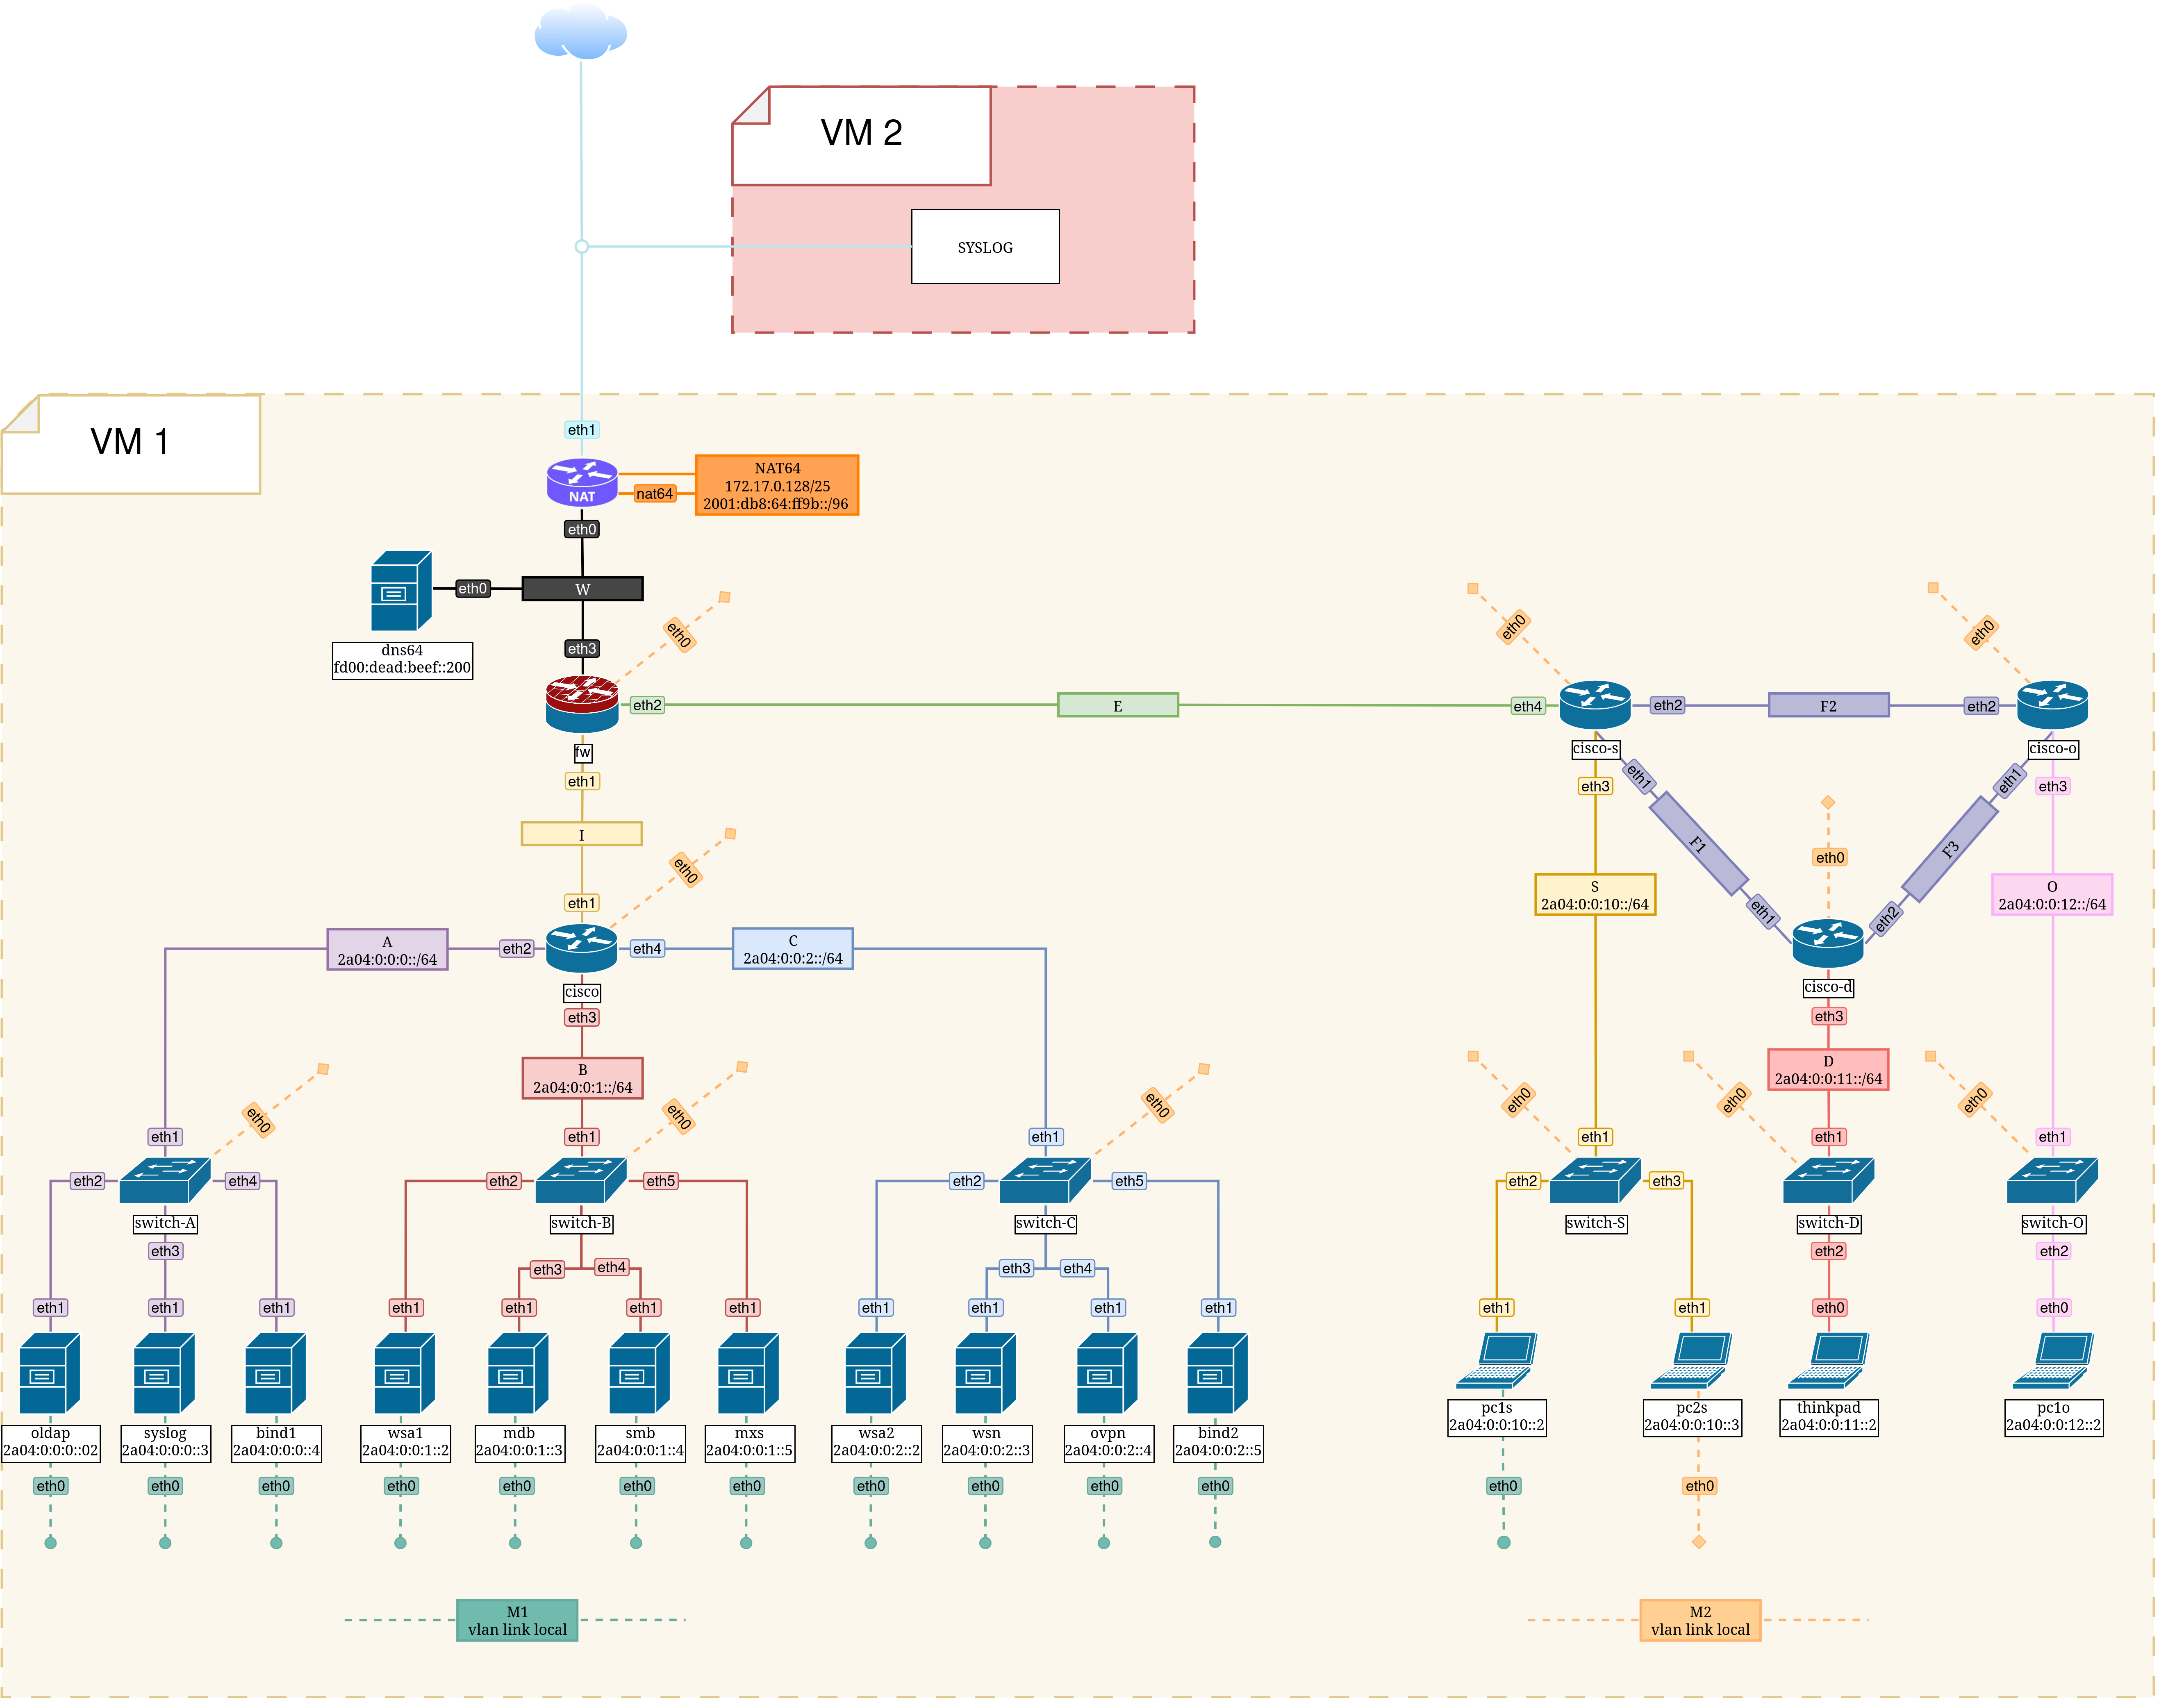 VM 2
SYSLOG
VM 1
eth1
NAT
nat64
NAT64
172.17.0.128/25
2001:db8:64:ff9b::/96
eth0
eth0
W
dns64
fd00:dead:beef::200
eth3
eth0
eth2
fw
E
eth4
eth0
cisco-s
eth2
F2
eth2
eth0
cisco-o
eth1
I
eth1
eth0
eth3
eth1
F1
eth1
eth0
eth1
F3
eth2
eth3
S
2a04:0:0:10::/64
O
2a04:0:0:12::/64
A
2a04:0:0:0::/64
eth2
eth4
C
2a04:0:0:2::/64
cisco
eth3
cisco-d
eth3
B
2a04:0:0:1::/64
D
2a04:0:0:11::/64
eth0
eth0
eth0
eth0
eth0
eth0
eth1
eth1
eth1
eth1
eth1
eth1
eth2
eth4
eth2
eth5
eth2
eth5
eth2
eth3
switch-A
switch-B
switch-C
switch-S
switch-D
switch-O
eth3
eth3
eth4
eth3
eth4
eth2
eth2
eth1
eth1
eth1
eth1
eth1
eth1
eth1
eth1
eth1
eth1
eth1
eth1
eth1
eth0
eth0
oldap
2a04:0:0:0::02
syslog
2a04:0:0:0::3
bind1
2a04:0:0:0::4
wsa1
2a04:0:0:1::2
mdb
2a04:0:0:1::3
smb
2a04:0:0:1::4
mxs
2a04:0:0:1::5
wsa2
2a04:0:0:2::2
wsn
2a04:0:0:2::3
ovpn
2a04:0:0:2::4
bind2
2a04:0:0:2::5
pc1s
2a04:0:0:10::2
pc2s
2a04:0:0:10::3
thinkpad
2a04:0:0:11::2
pc1o
2a04:0:0:12::2
eth0
eth0
eth0
eth0
eth0
eth0
eth0
eth0
eth0
eth0
eth0
eth0
eth0
M1
vlan link local
M2
vlan link local